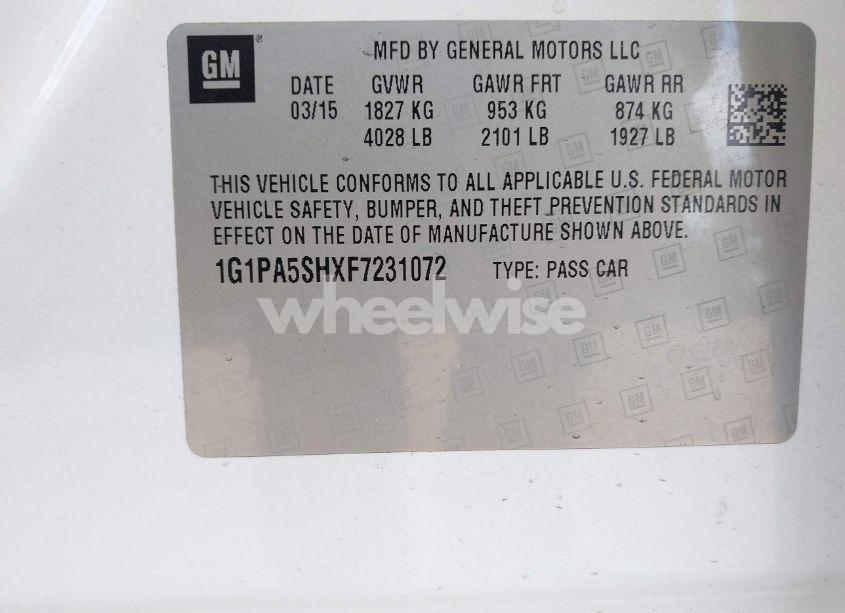 GM
MFD BY GENERAL MOTORS LLC
DATE GVWR GAWR FRT GAWR RR
03/15 1827 KG 953 KG 874 KG
4028 LB 2101 LB 1927 LB
THIS VEHICLE CONFORMS TO ALL APPLICABLE U.S. FEDERAL MOTOR
VEHICLE SAFETY, BUMPER, AND THEFT PREVENTION STANDARDS IN
EFFECT ON THE DATE OF MANUFACTURE SHOWN ABOVE.
1G1PA5SHXF7231072 TYPE: PASS CAR
wheelwise